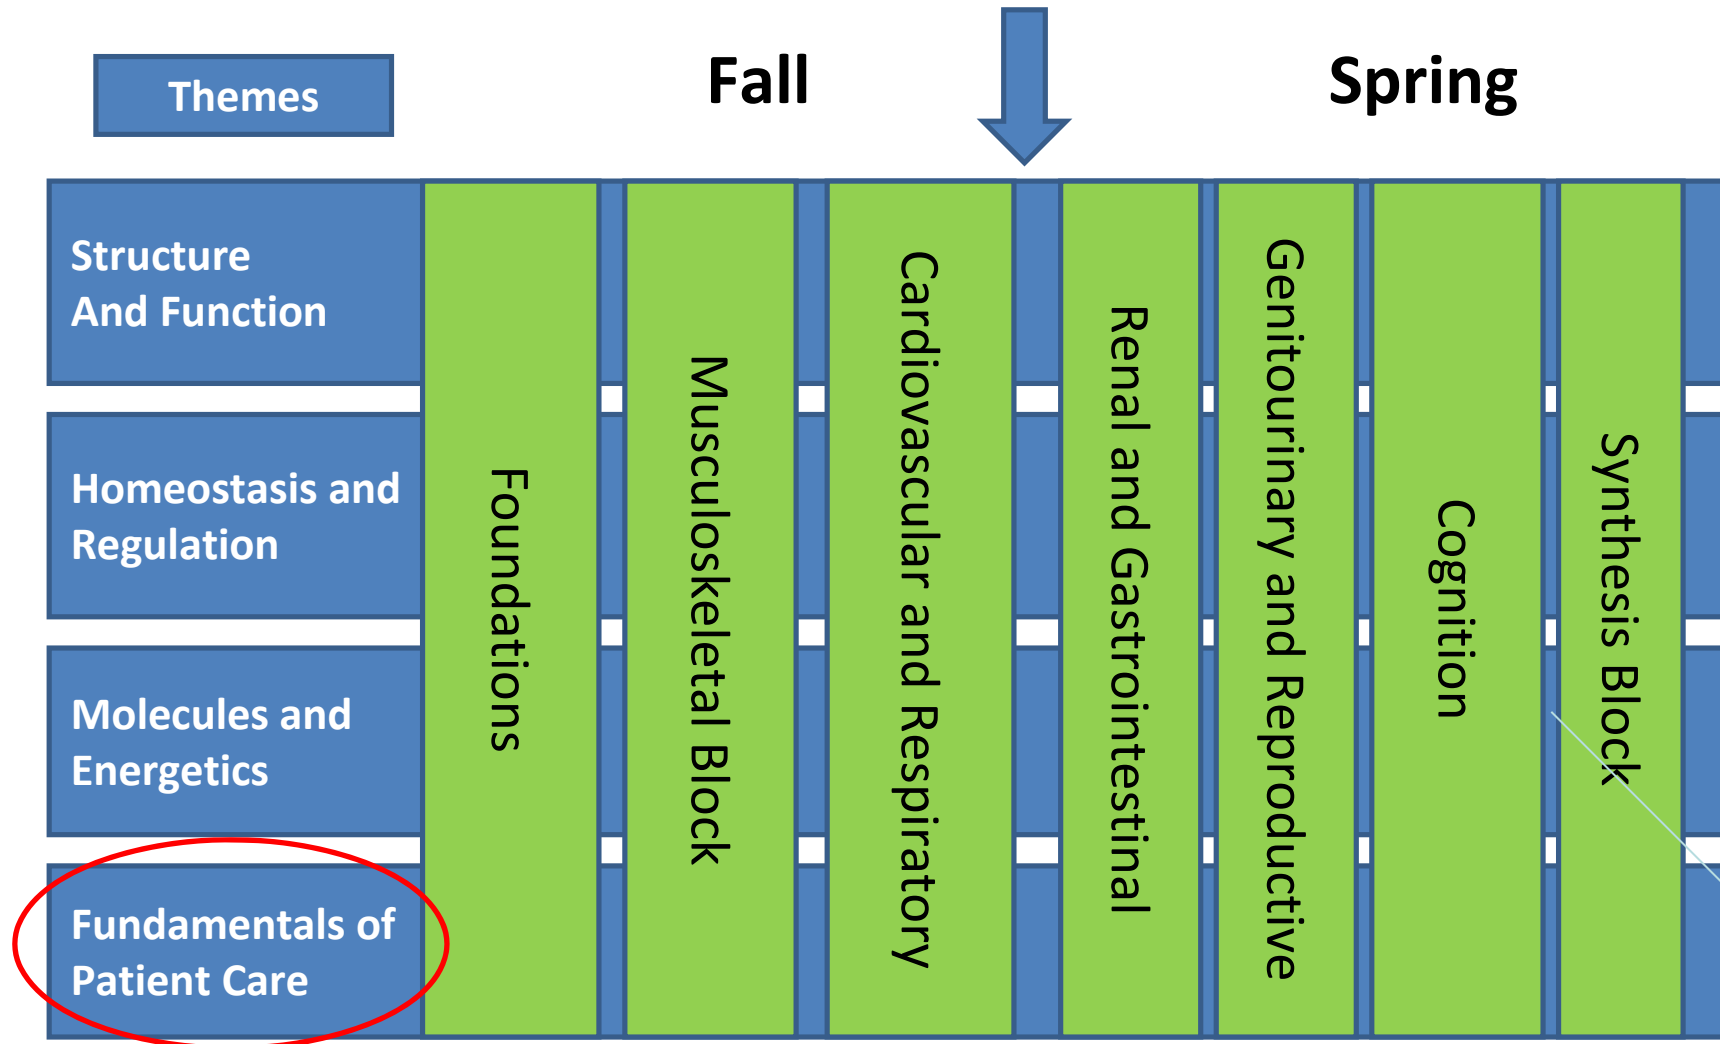 Themes
Fall
Spring
Structure
And Function
Homeostasis and
Regulation
Molecules and
Energetics
Fundamentals of
Patient Care
Foundations
Musculoskeletal Block
Cardiovascular and Respiratory
Renal and Gastrointestinal
Genitourinary and Reproductive
Cognition
Synthesis Block